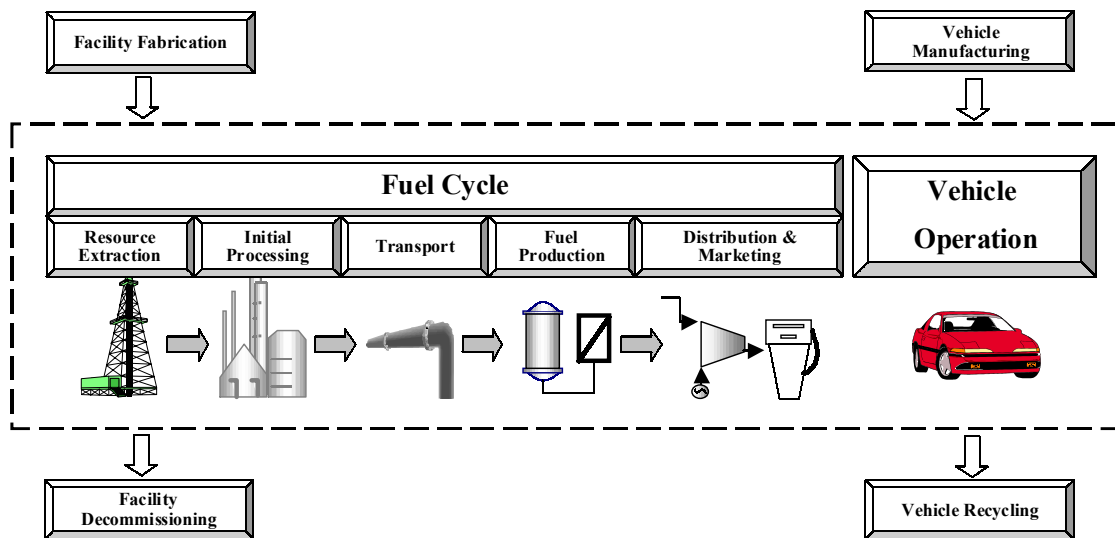 Facility Fabrication
Vehicle
Manufacturing
Fuel Cycle
Vehicle
Operation
Resource
Extraction
Initial
Processing
Transport
Fuel
Production
Distribution &
Marketing
Facility
Decommissioning
Vehicle Recycling